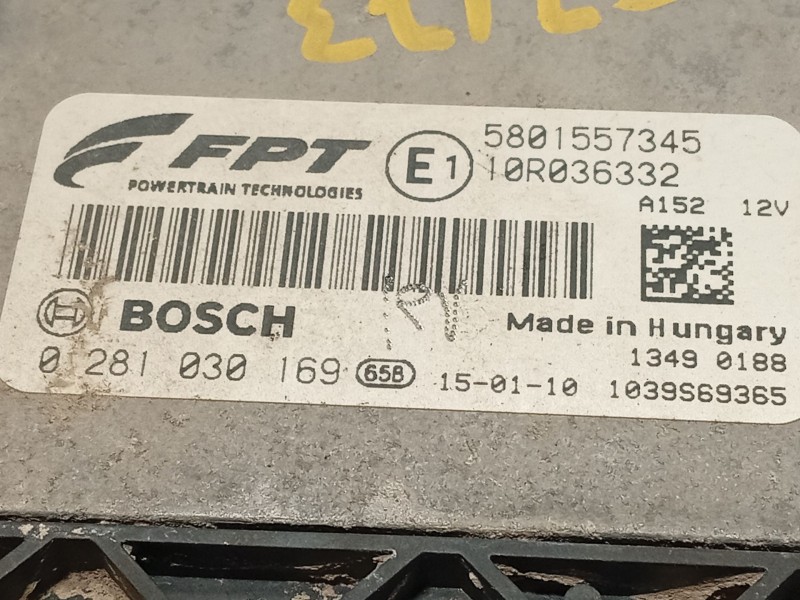 FPT
POWERTRAIN TECHNOLOGIES
E1
5801557345
10R036332
A152 12V
BOSCH
Made in Hungary
0 281 030 169 65B
1349 0188
15-01-10 1039S69365